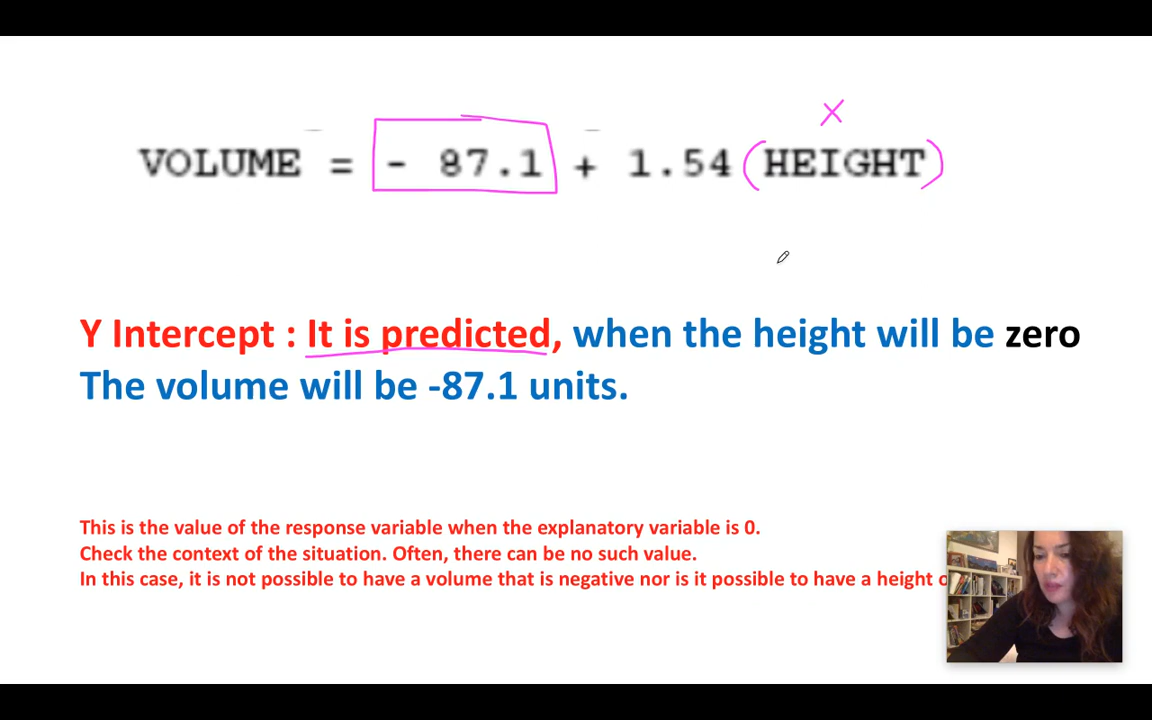 X
VOLUME = - 87.1 + 1.54 (HEIGHT)
Y Intercept : It is predicted, when the height will be zero
The volume will be -87.1 units.
This is the value of the response variable when the explanatory variable is 0.
Check the context of the situation. Often, there can be no such value.
In this case, it is not possible to have a volume that is negative nor is it possible to have a height